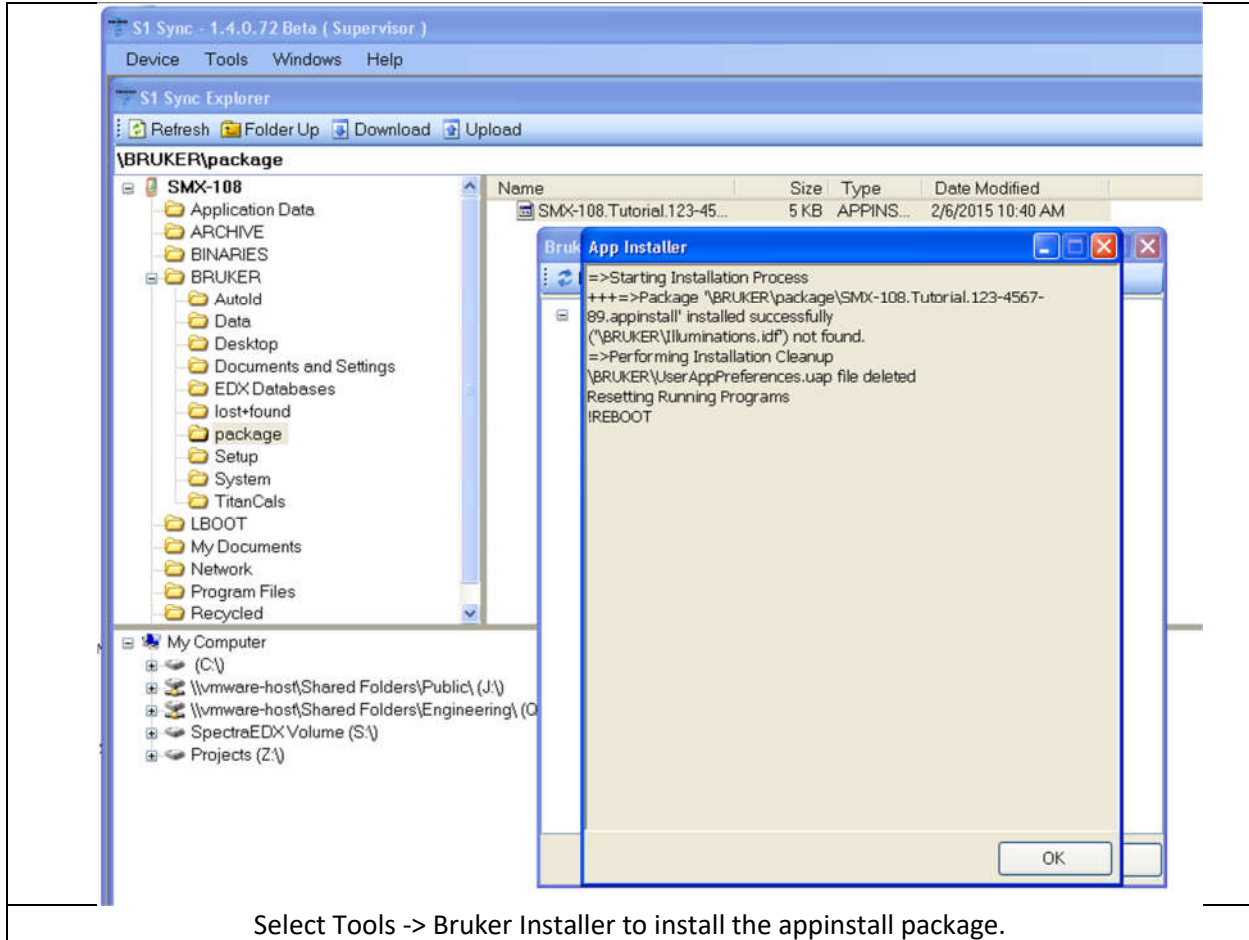 S1 Sync - 1.4.0.72 Beta ( Supervisor )
Device Tools Windows Help
S1 Sync Explorer
Refresh Folder Up Download Upload
\BRUKER\package
SMX-108
Application Data
ARCHIVE
BINARIES
BRUKER
AutoId
Data
Desktop
Documents and Settings
EDX Databases
lost+found
package
Setup
System
TitanCals
LBOOT
My Documents
Network
Program Files
Recycled
Name Size Type Date Modified
SMX-108.Tutorial.123-45... 5 KB APPINS... 2/6/2015 10:40 AM
Bruk
App Installer
=>Starting Installation Process
+++=>Package '\BRUKER\package\SMX-108.Tutorial.123-4567-
89.appinstall' installed successfully
('\BRUKER\Illuminations.idf') not found.
=>Performing Installation Cleanup
\BRUKER\UserAppPreferences.uap file deleted
Resetting Running Programs
!REBOOT
OK
My Computer
(C:\)
\\vmware-host\Shared Folders\Public\ (J:\)
\\vmware-host\Shared Folders\Engineering\ (
SpectraEDX Volume (S:\)
Projects (Z:\)
Select Tools -> Bruker Installer to install the appinstall package.